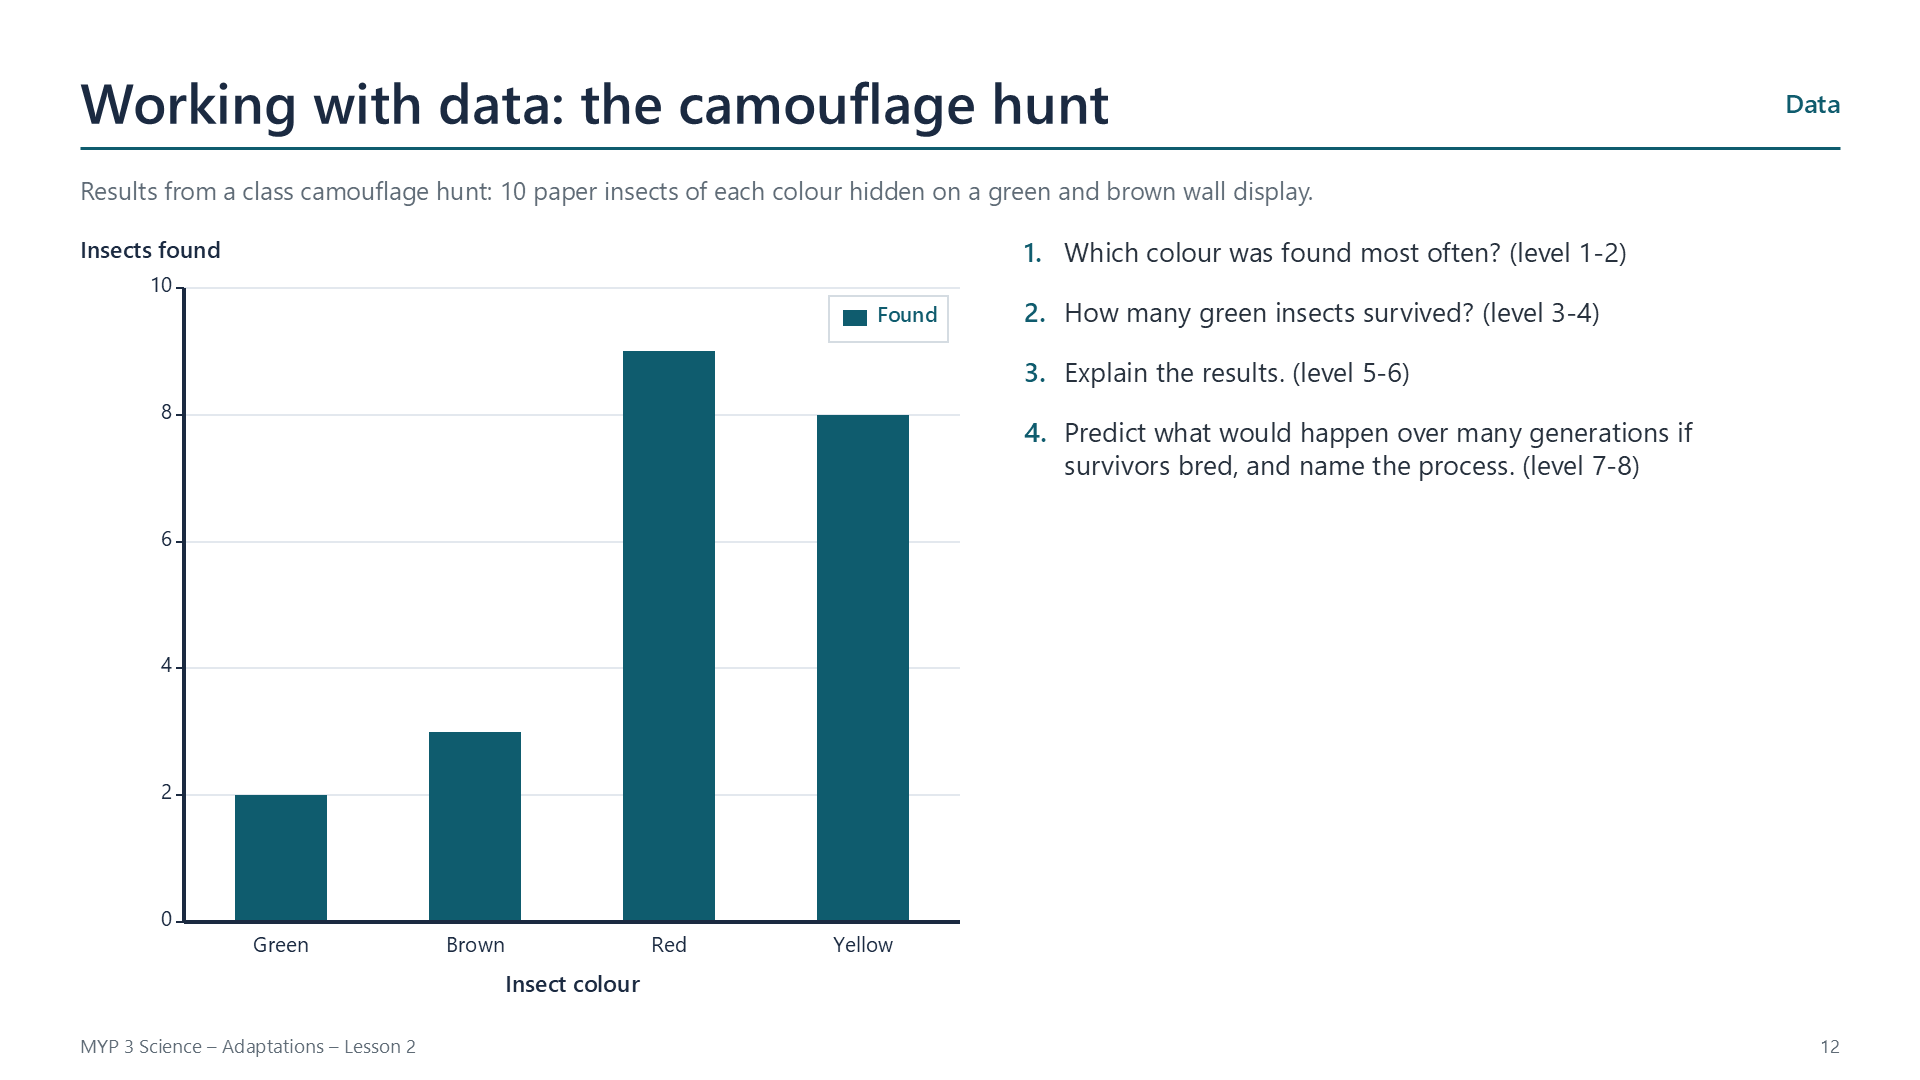 Working with data: the camouflage hunt
Data
Results from a class camouflage hunt: 10 paper insects of each colour hidden on a green and brown wall display.
Insects found
10
8
6
4
2
0
Found
Green
Brown
Red
Yellow
Insect colour
1. Which colour was found most often? (level 1-2)
2. How many green insects survived? (level 3-4)
3. Explain the results. (level 5-6)
4. Predict what would happen over many generations if
survivors bred, and name the process. (level 7-8)
MYP 3 Science – Adaptations – Lesson 2
12